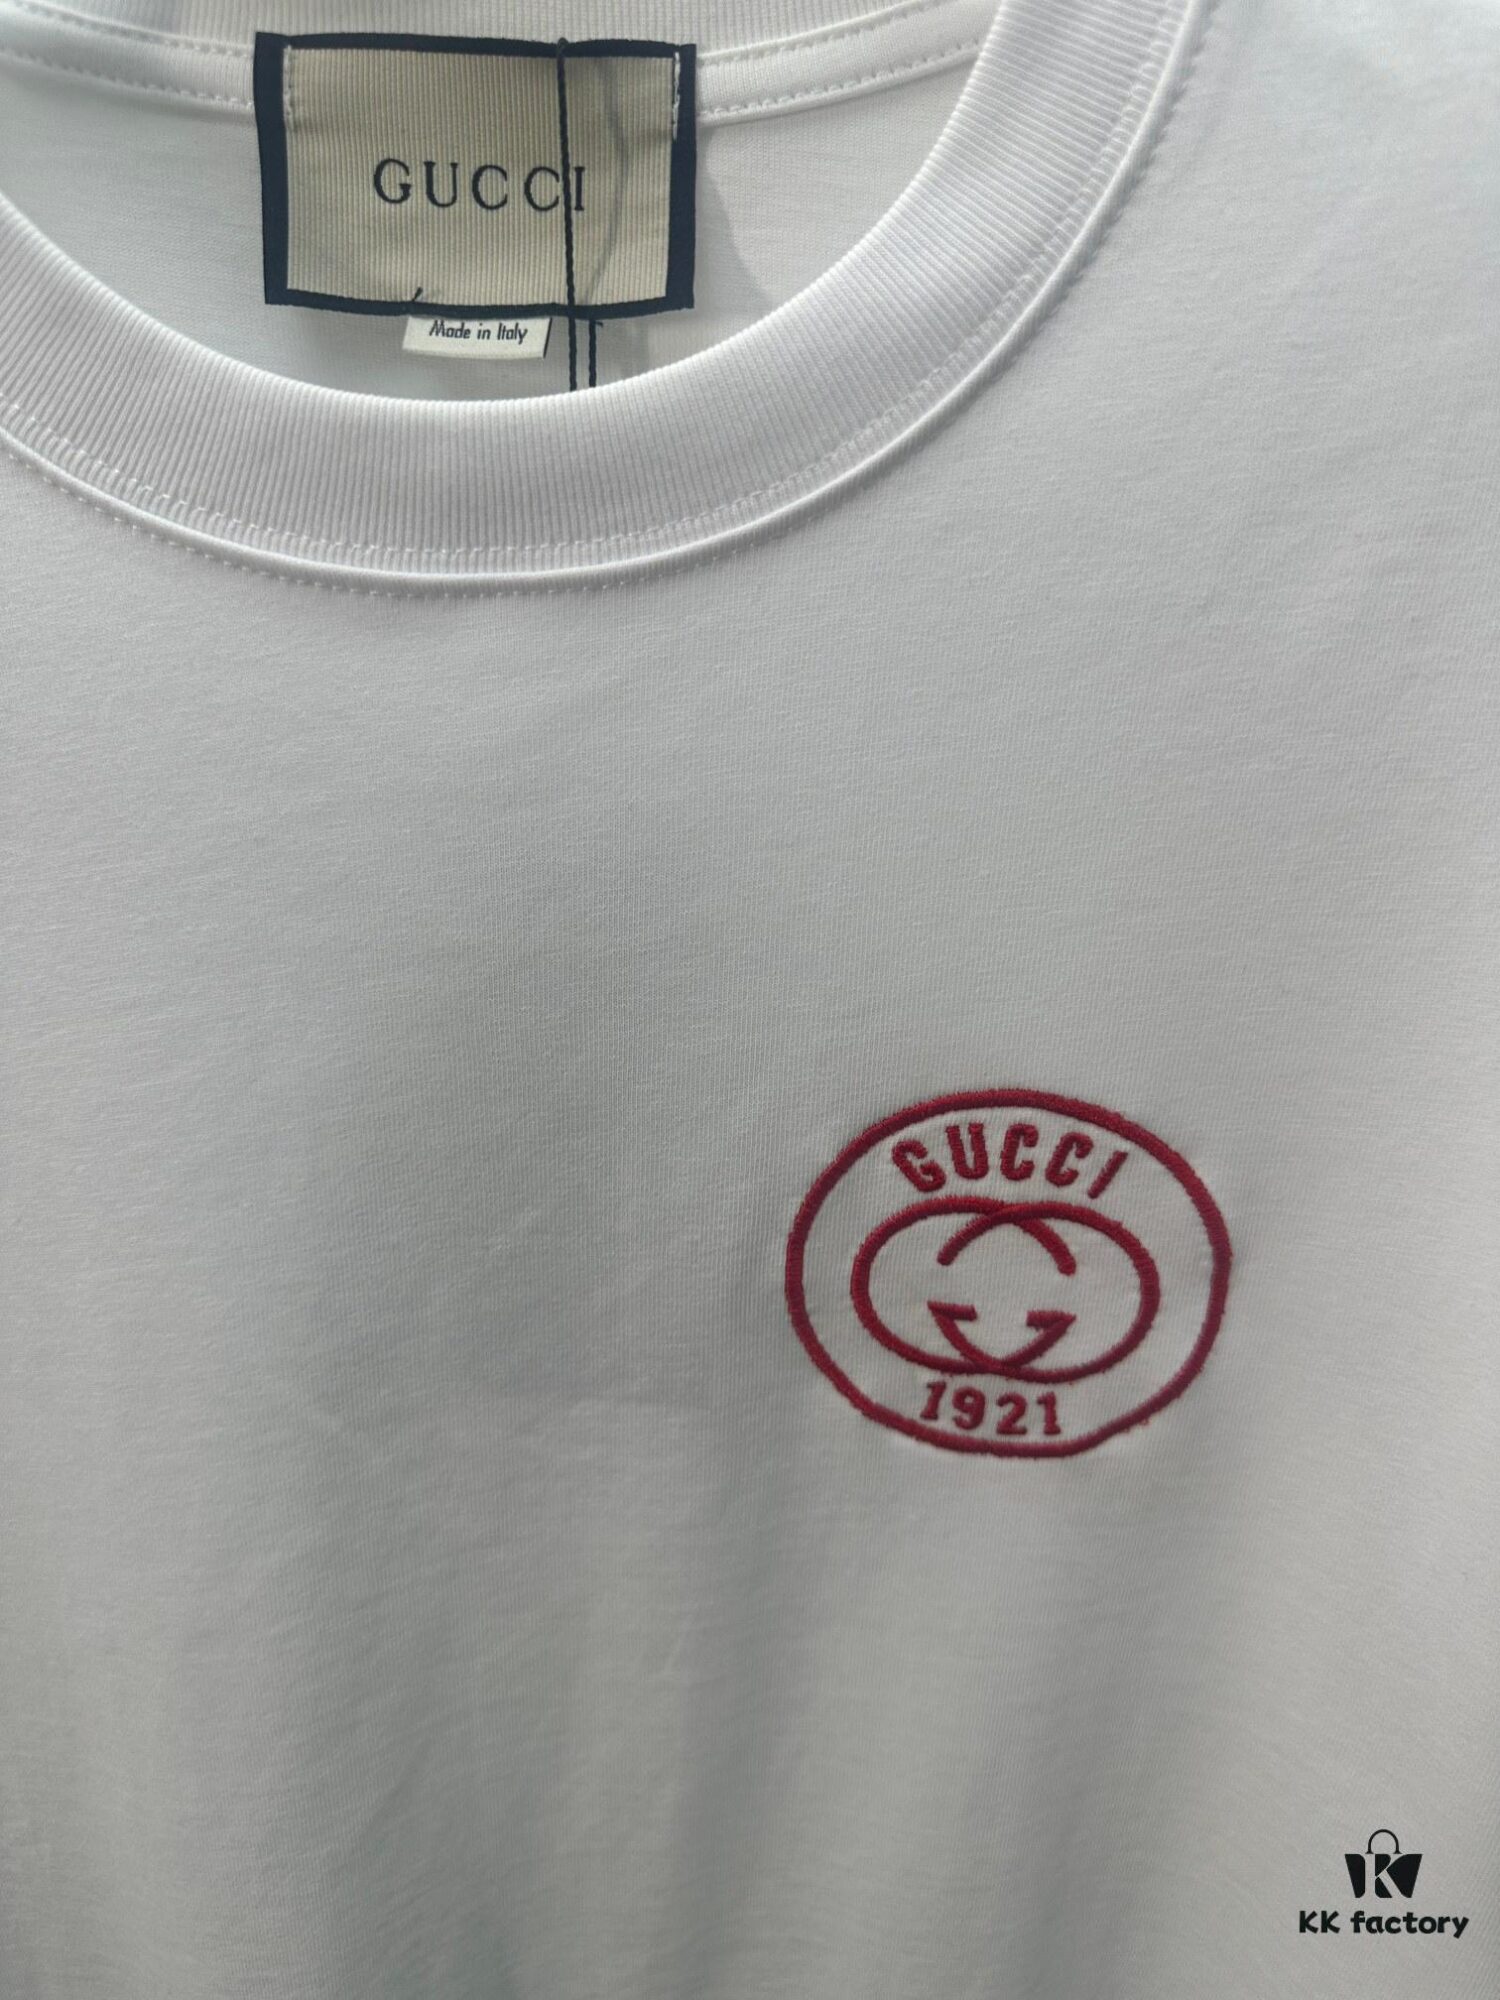 GUCCI
Made in Italy
GUCCI
1921
KK factory